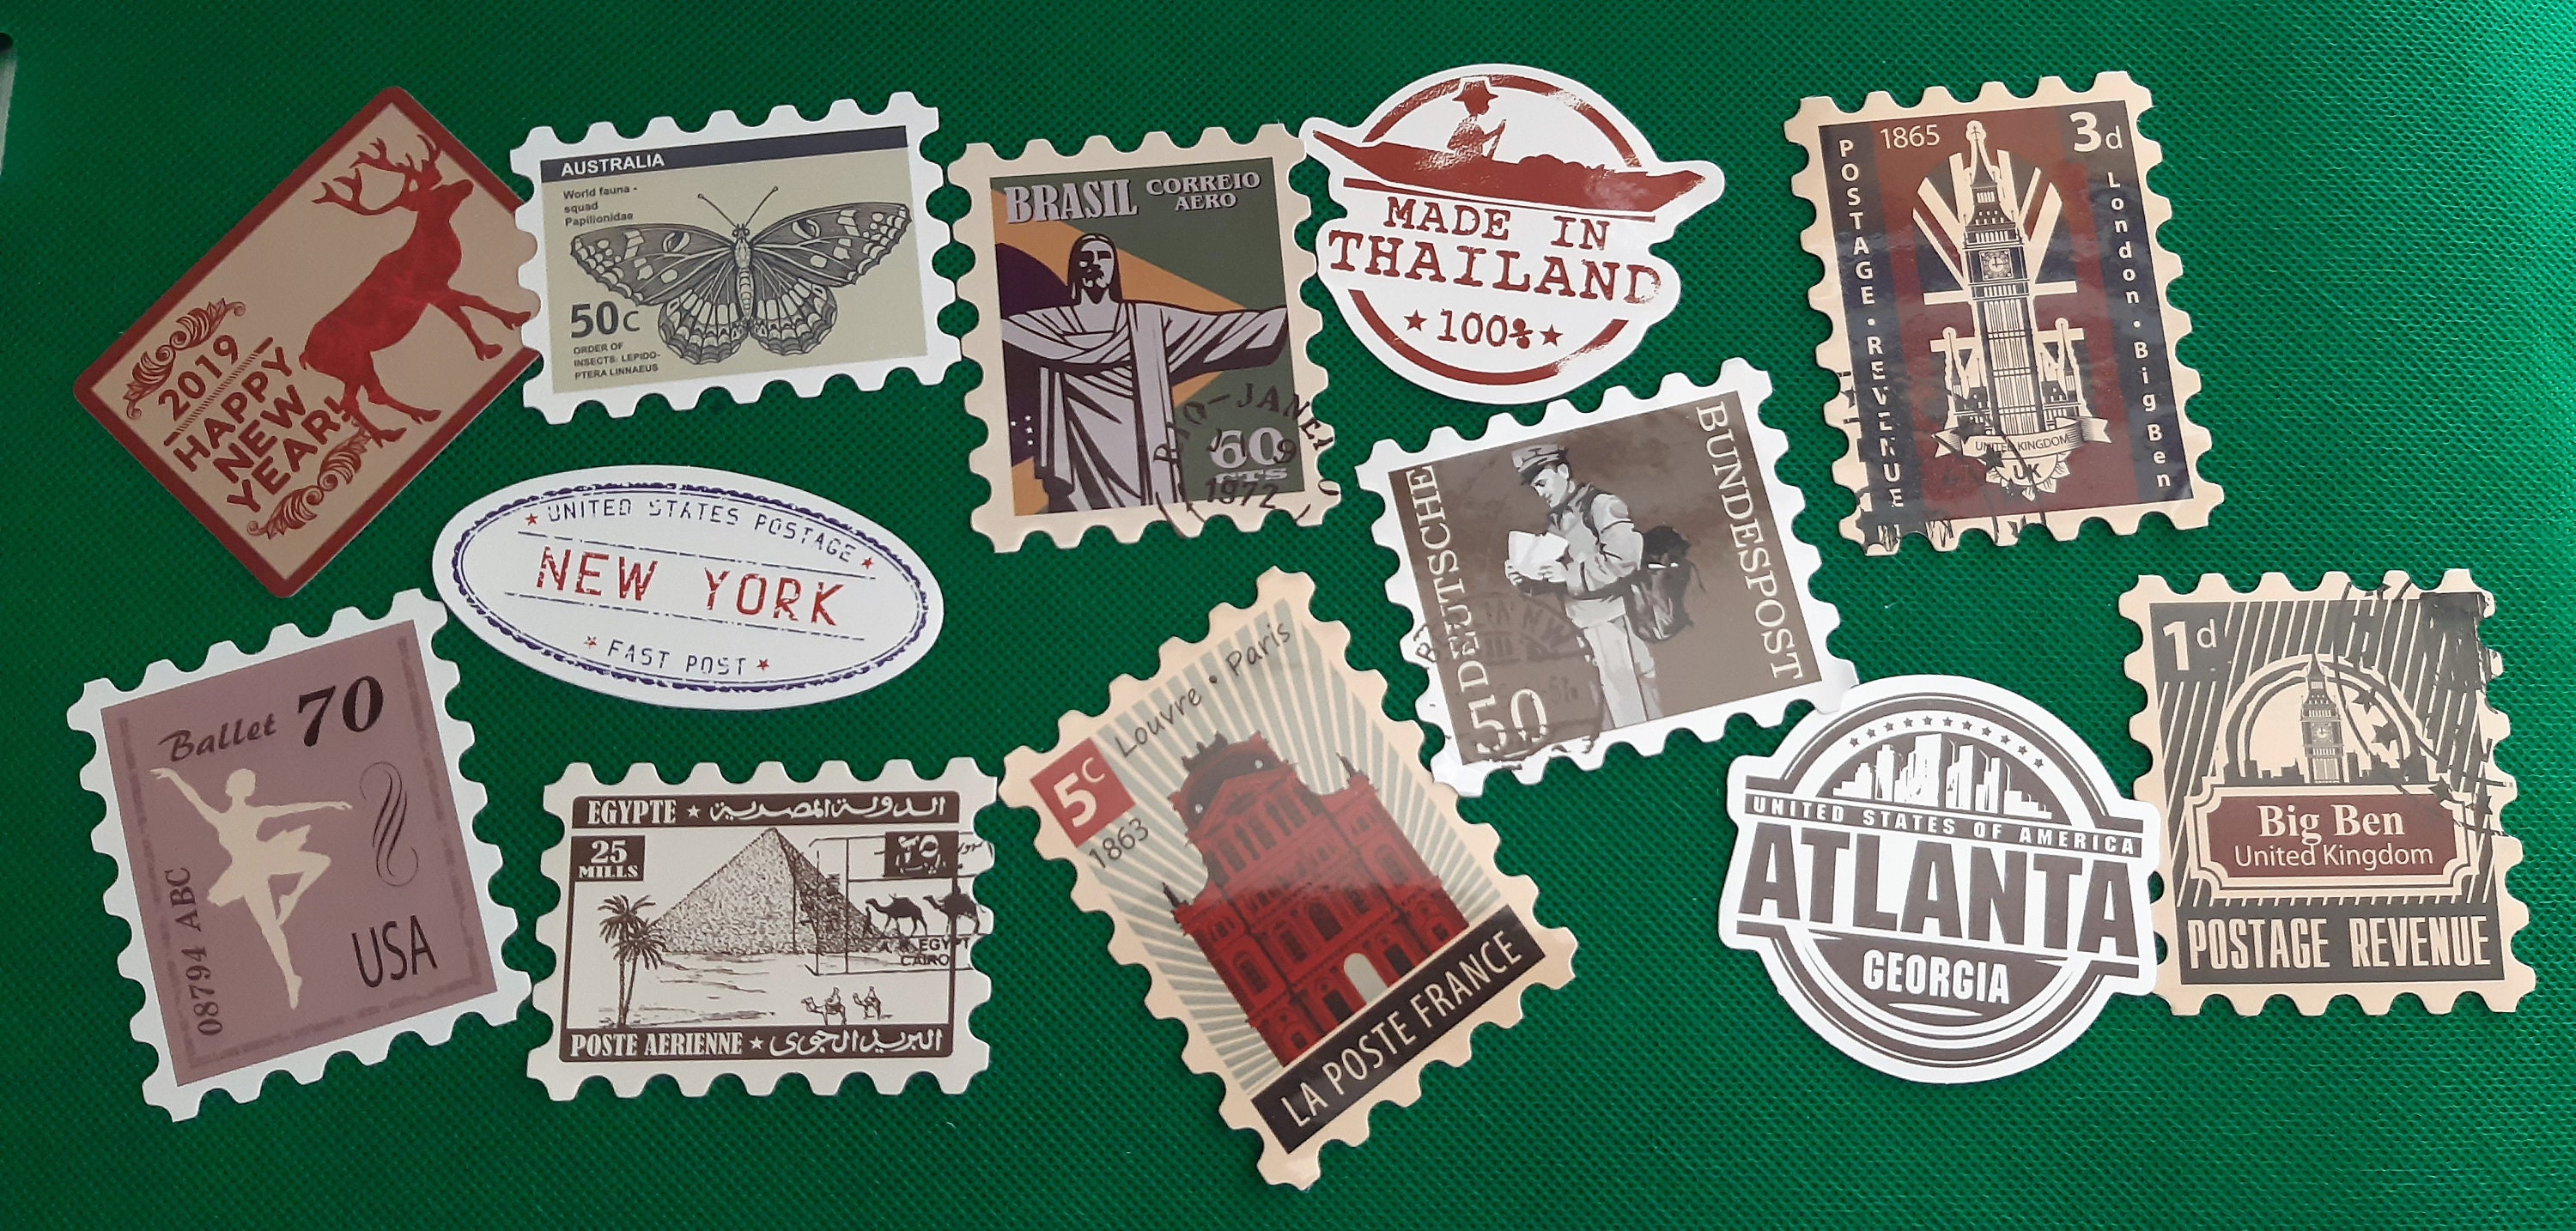 2019
HAPPY
NEW
YEAR!
AUSTRALIA
World fauna -
squad
Papilionidae
50c
ORDER OF
INSECTS: LEPIDO-
PTERA LINNAEUS
BRASIL
CORREIO
AERO
RIO-JANEI
60
CTS
1972
MADE IN
THAILAND
★ 100% ★
1865
3d
POSTAGE • REVENUE
London • Big Ben
UNITED KINGDOM
UK
★ UNITED STATES POSTAGE ★
NEW YORK
★ FAST POST ★
DEUTSCHE
BUNDESPOST
50
Ballet 70
08794 ABC
USA
EGYPTE ★ الدولة المصرية
25
MILLS
٢٥
EGYPT
CAIRO
POSTE AERIENNE ★ البريد الجوى
Louvre • Paris
5c
1863
LA POSTE FRANCE
UNITED STATES OF AMERICA
ATLANTA
GEORGIA
1d
Big Ben
United Kingdom
POSTAGE REVENUE